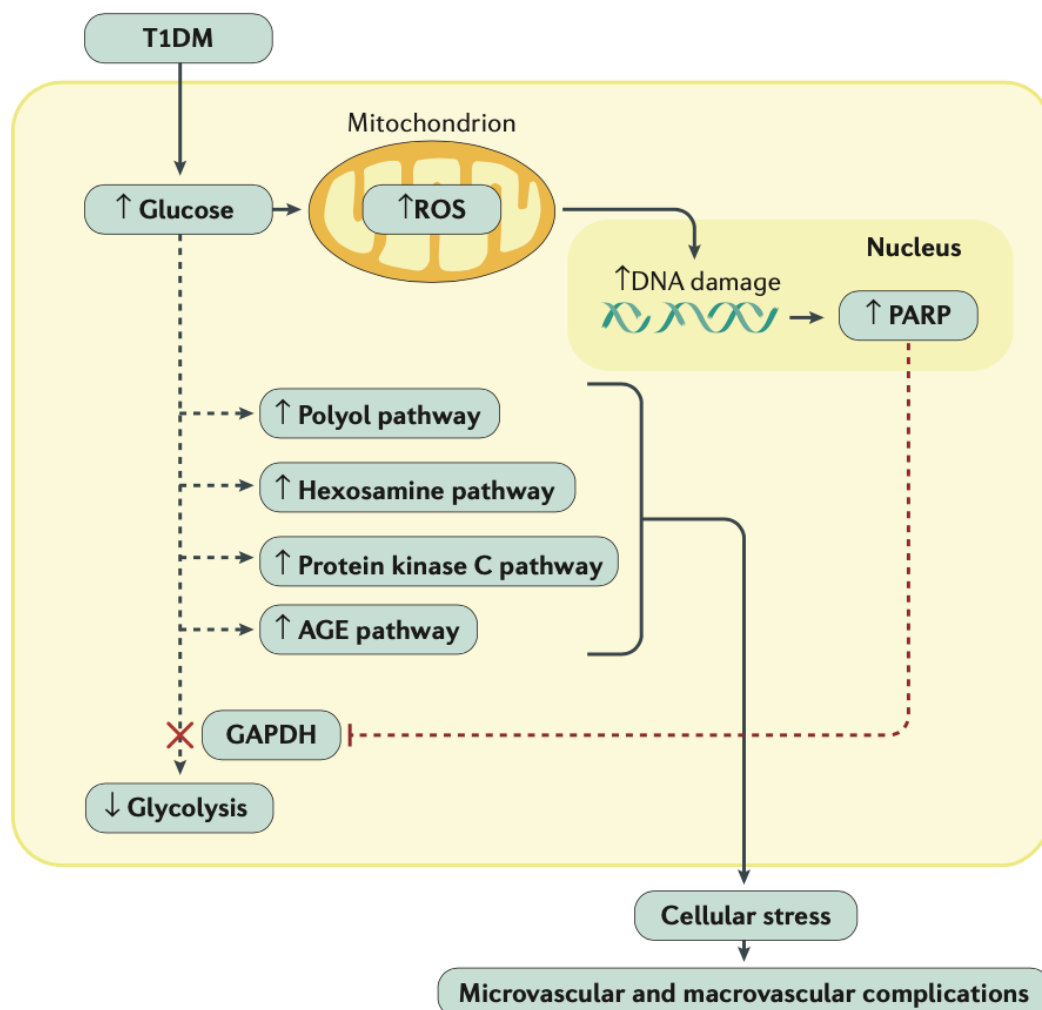 T1DM
Mitochondrion
↑ Glucose
↑ROS
Nucleus
↑DNA damage
↑ PARP
↑ Polyol pathway
↑ Hexosamine pathway
↑ Protein kinase C pathway
↑ AGE pathway
GAPDH
↓ Glycolysis
Cellular stress
Microvascular and macrovascular complications